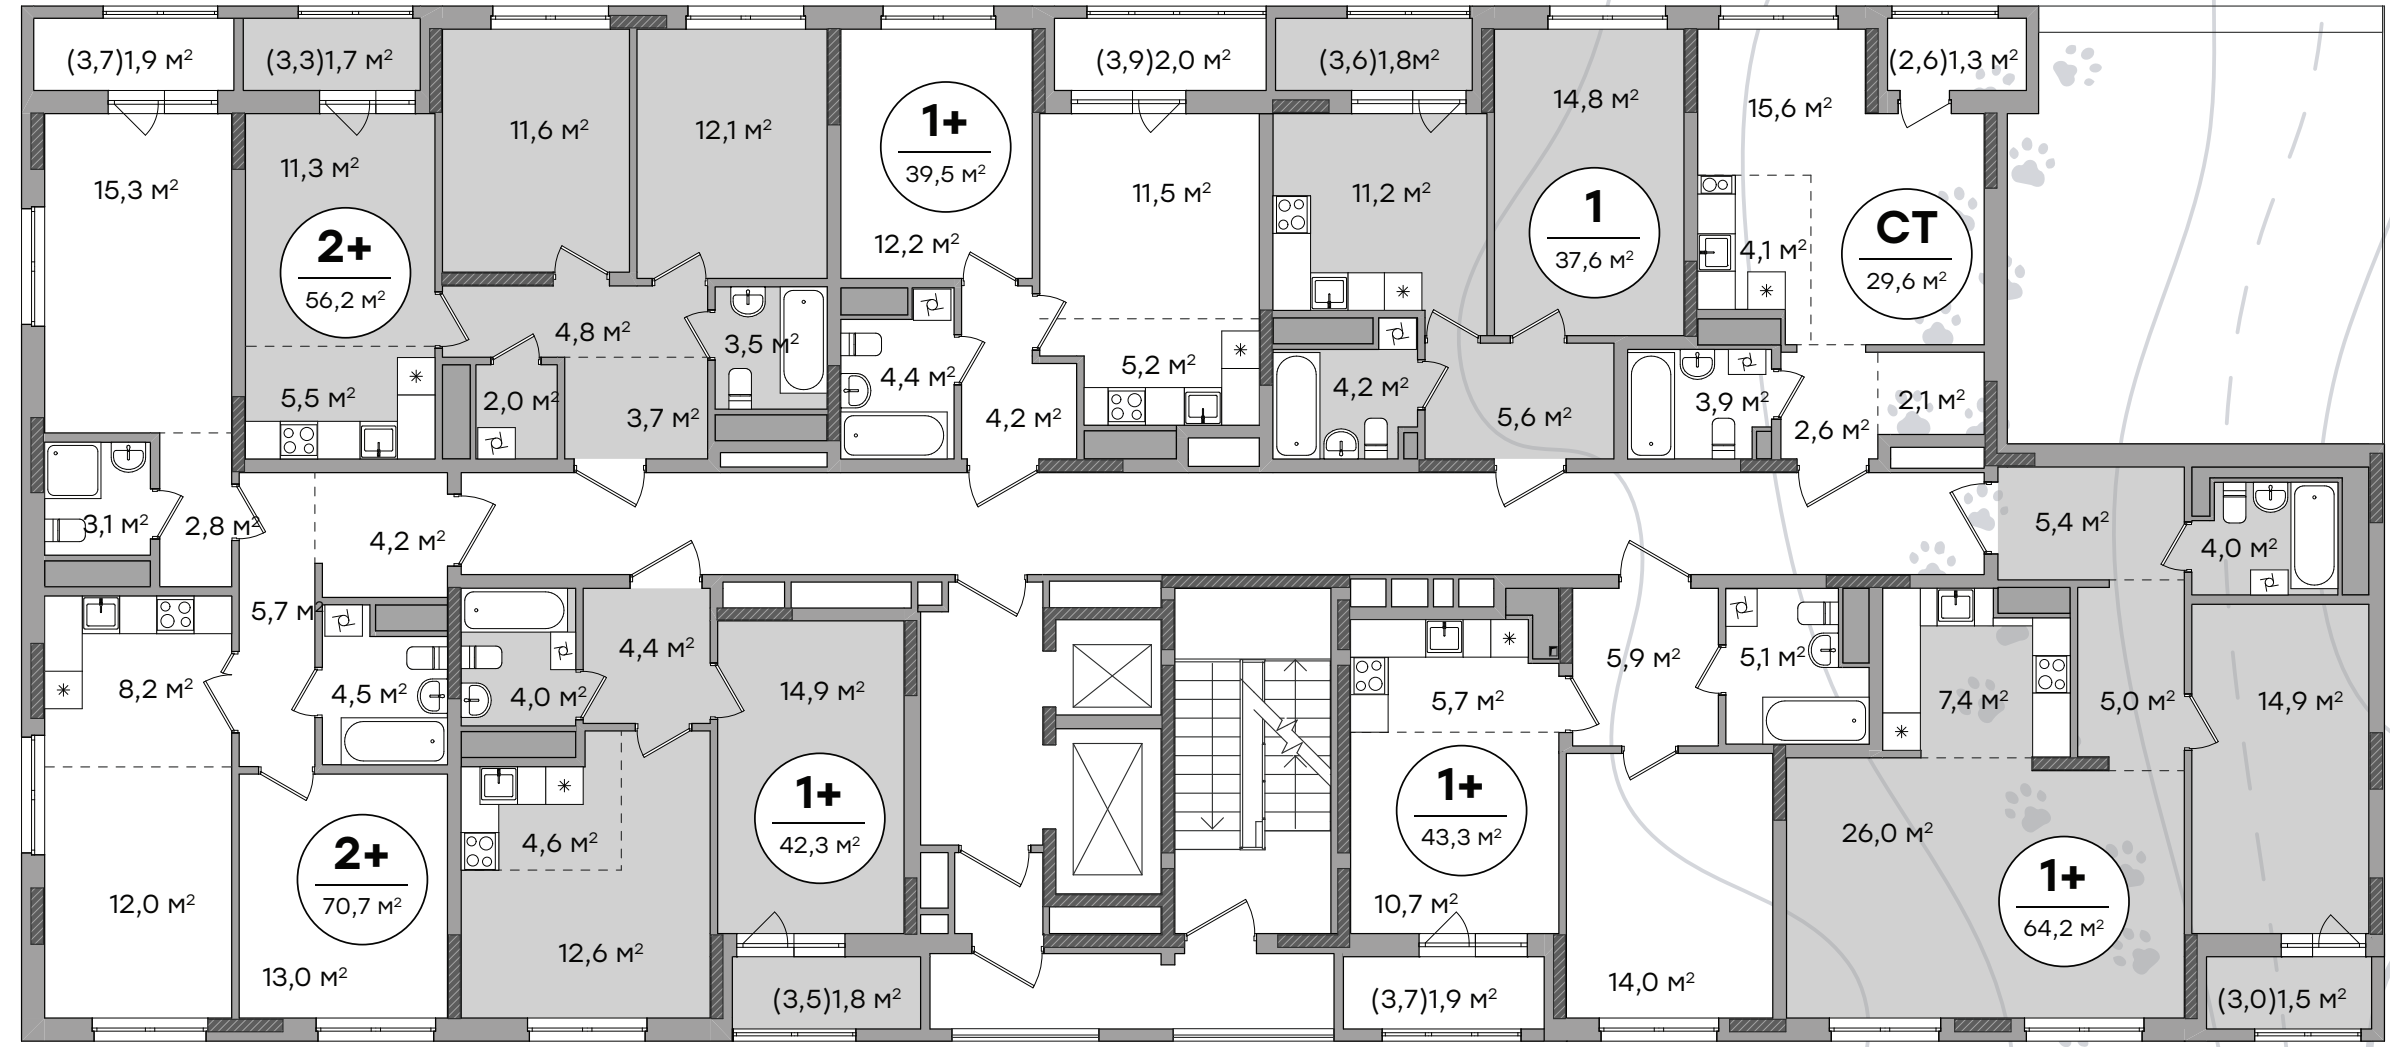 (3,7)1,9 м²
(3,3)1,7 м²
(3,9)2,0 м²
(3,6)1,8м²
(2,6)1,3 м²
15,3 м²
11,3 м²
2+
56,2 м²
5,5 м²
11,6 м²
12,1 м²
4,8 м²
3,5 м²
2,0 м²
3,7 м²
1+
39,5 м²
12,2 м²
11,5 м²
4,4 м²
4,2 м²
5,2 м²
11,2 м²
14,8 м²
1
37,6 м²
4,2 м²
5,6 м²
15,6 м²
4,1 м²
СТ
29,6 м²
3,9 м²
2,6 м²
2,1 м²
3,1 м²
2,8 м²
4,2 м²
5,7 м²
8,2 м²
4,5 м²
12,0 м²
2+
70,7 м²
13,0 м²
4,0 м²
4,4 м²
14,9 м²
4,6 м²
1+
42,3 м²
12,6 м²
(3,5)1,8 м²
5,7 м²
5,9 м²
5,1 м²
1+
43,3 м²
10,7 м²
(3,7)1,9 м²
14,0 м²
5,4 м²
4,0 м²
7,4 м²
5,0 м²
14,9 м²
26,0 м²
1+
64,2 м²
(3,0)1,5 м²